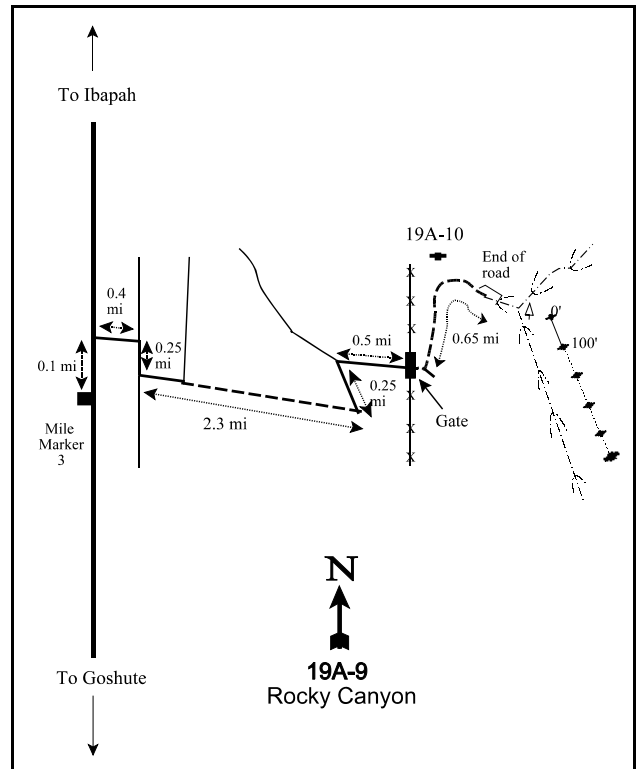 To Ibapah
19A-10
End of
road
0.4
mi
0'
0.5 mi
0.65 mi
100'
0.1 mi
0.25
mi
0.25
mi
2.3 mi
Gate
Mile
Marker
3
x
x
x
x
x
x
N
To Goshute
19A-9
Rocky Canyon